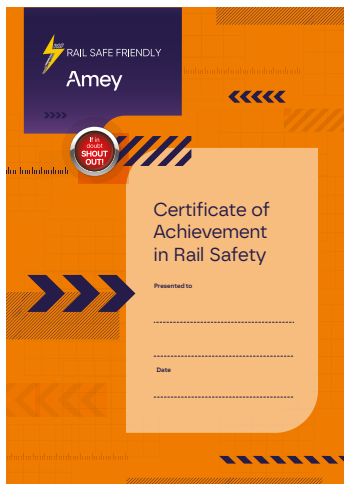 RAIL SAFE FRIENDLY
Amey
If in
doubt
SHOUT
OUT!
Certificate of
Achievement
in Rail Safety
Presented to
Date